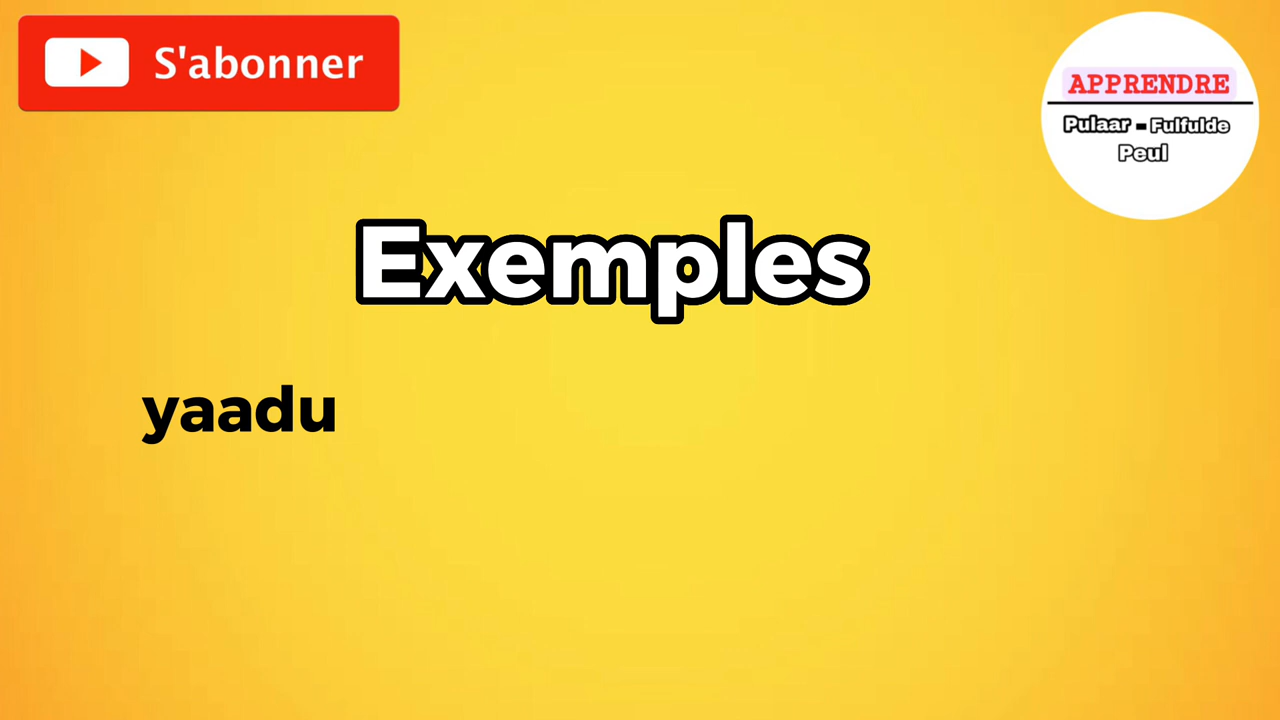 S'abonner
APPRENDRE
Pulaar - Fulfulde
Peul
Exemples
yaadu